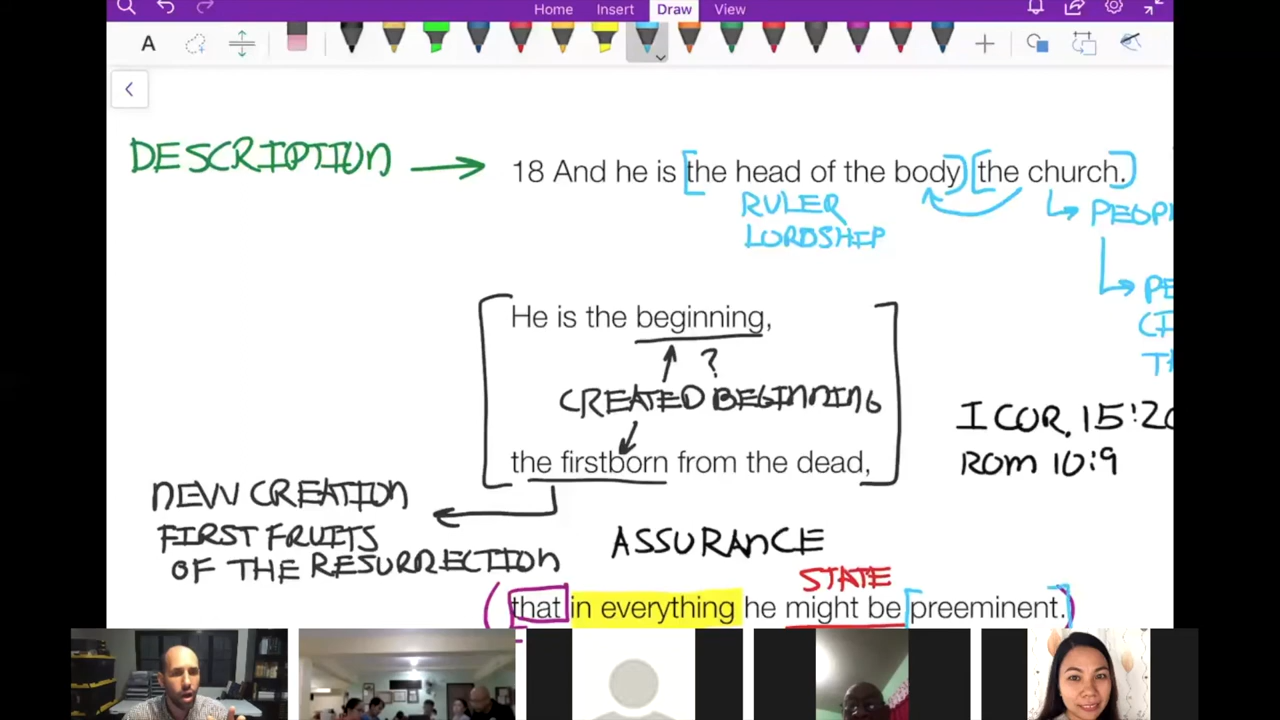 Home Insert Draw View
A
DESCRIPTION
18 And he is the head of the body, the church.
RULER
LORDSHIP
He is the beginning,
?
CREATED BEGINNING
I COR. 15:20
the firstborn from the dead,
ROM 10:9
NEW CREATION
FIRST FRUITS
OF THE RESURRECTION
ASSURANCE
STATE
that in everything he might be preeminent.